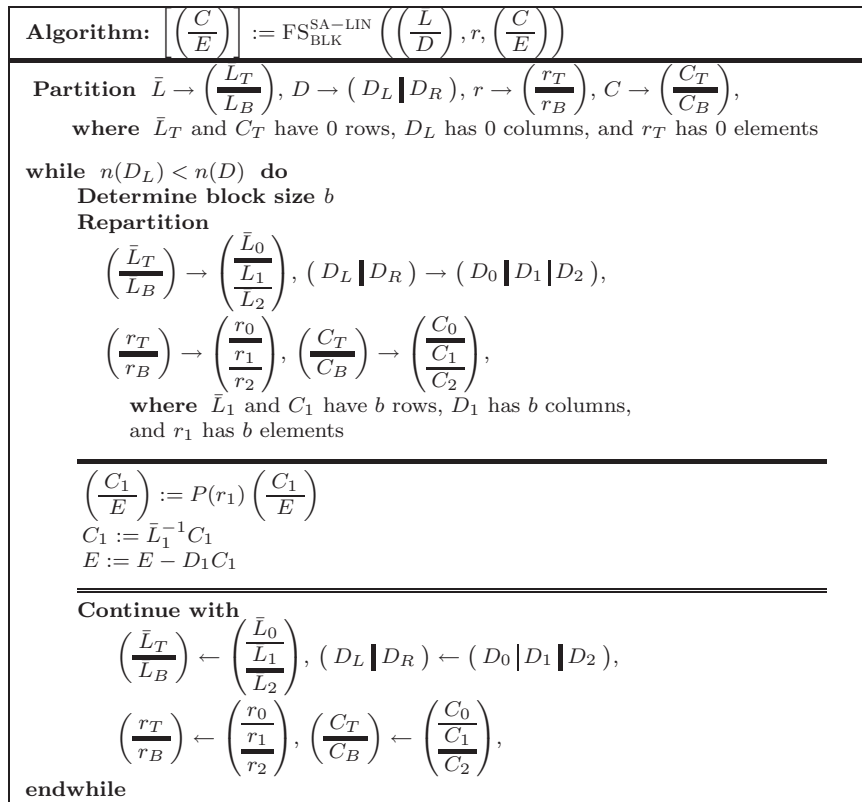 Algorithm: [(C/E)] := FS_BLK^SA−LIN ((L̄/D), r, (C/E))
Partition L̄ → (L̄_T/L̄_B), D → ( D_L | D_R ), r → (r_T/r_B), C → (C_T/C_B),
where L̄_T and C_T have 0 rows, D_L has 0 columns, and r_T has 0 elements
while n(D_L) < n(D) do
Determine block size b
Repartition
(L̄_T/L̄_B) → (L̄_0/L̄_1/L̄_2), ( D_L | D_R ) → ( D_0 | D_1 | D_2 ),
(r_T/r_B) → (r_0/r_1/r_2), (C_T/C_B) → (C_0/C_1/C_2),
where L̄_1 and C_1 have b rows, D_1 has b columns,
and r_1 has b elements
(C_1/E) := P(r_1) (C_1/E)
C_1 := L̄_1^{−1} C_1
E := E − D_1 C_1
Continue with
(L̄_T/L̄_B) ← (L̄_0/L̄_1/L̄_2), ( D_L | D_R ) ← ( D_0 | D_1 | D_2 ),
(r_T/r_B) ← (r_0/r_1/r_2), (C_T/C_B) ← (C_0/C_1/C_2),
endwhile